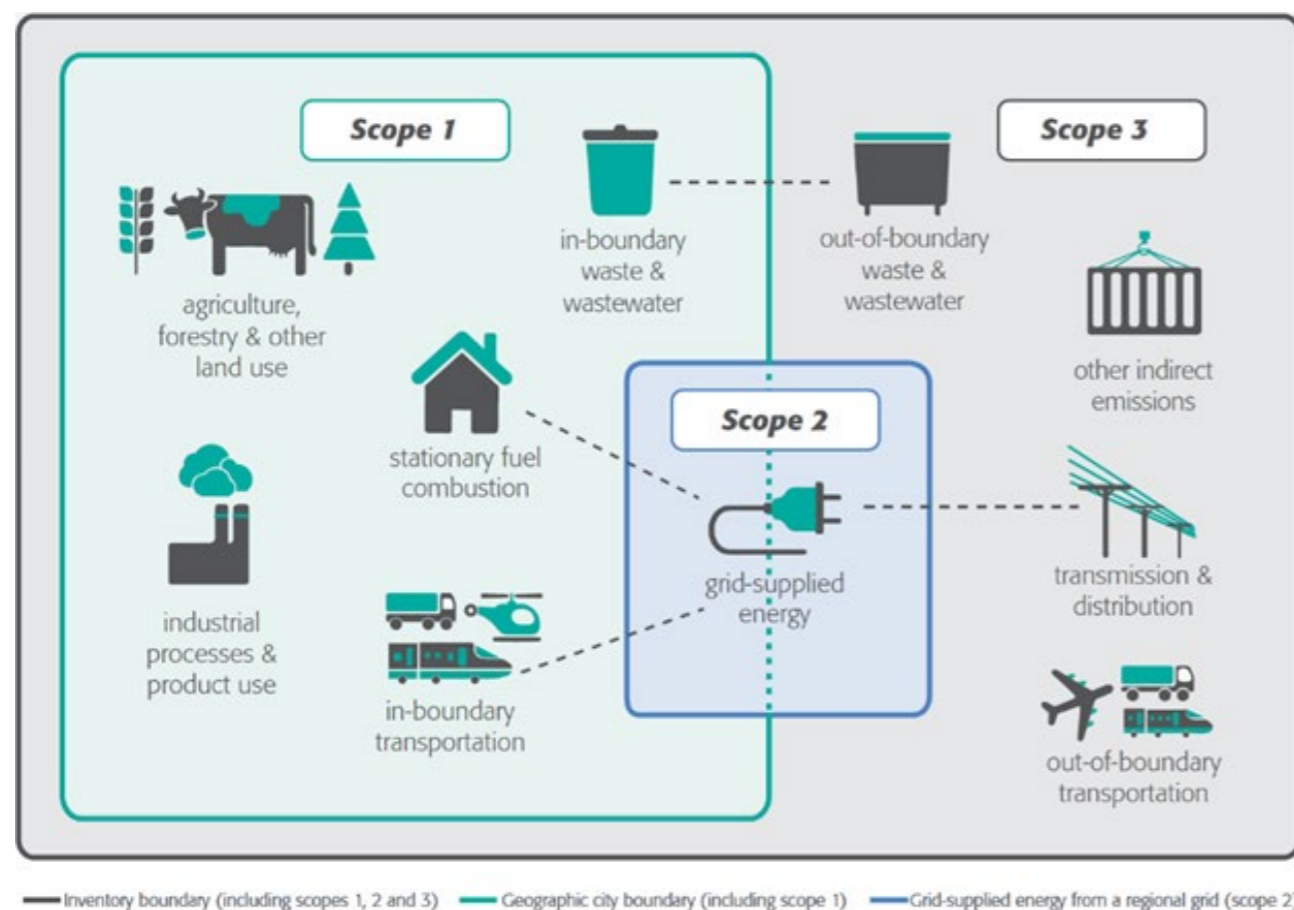 Scope 1
Scope 3
in-boundary
waste &
wastewater
out-of-boundary
waste &
wastewater
agriculture,
forestry & other
land use
other indirect
emissions
Scope 2
stationary fuel
combustion
grid-supplied
energy
transmission &
distribution
industrial
processes &
product use
in-boundary
transportation
out-of-boundary
transportation
Inventory boundary (including scopes 1, 2 and 3)
Geographic city boundary (including scope 1)
Grid-supplied energy from a regional grid (scope 2)